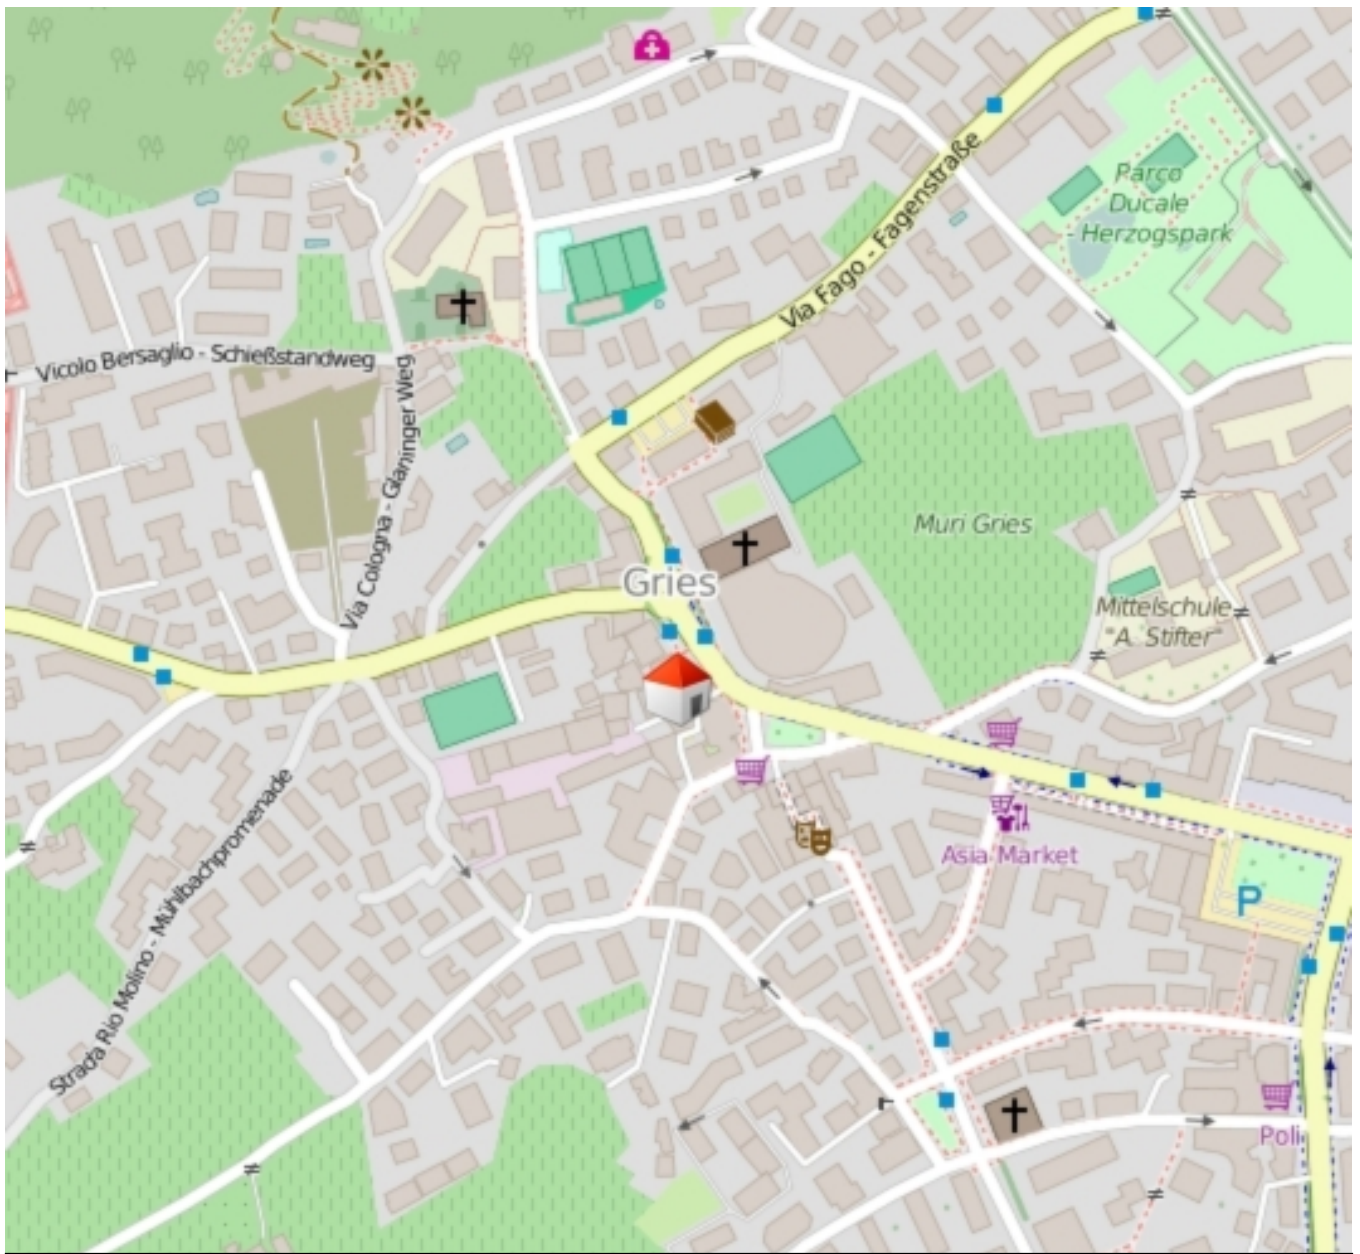 Parco
Ducale
- Herzogspark
Via Fago - Fagenstraße
Vicolo Bersaglio - Schießstandweg
Via Cologna - Glaninger Weg
Muri Gries
Gries
Mittelschule
"A. Stifter"
Strada Rio Molino - Mühlbachpromenade
Asia Market
P
Poli